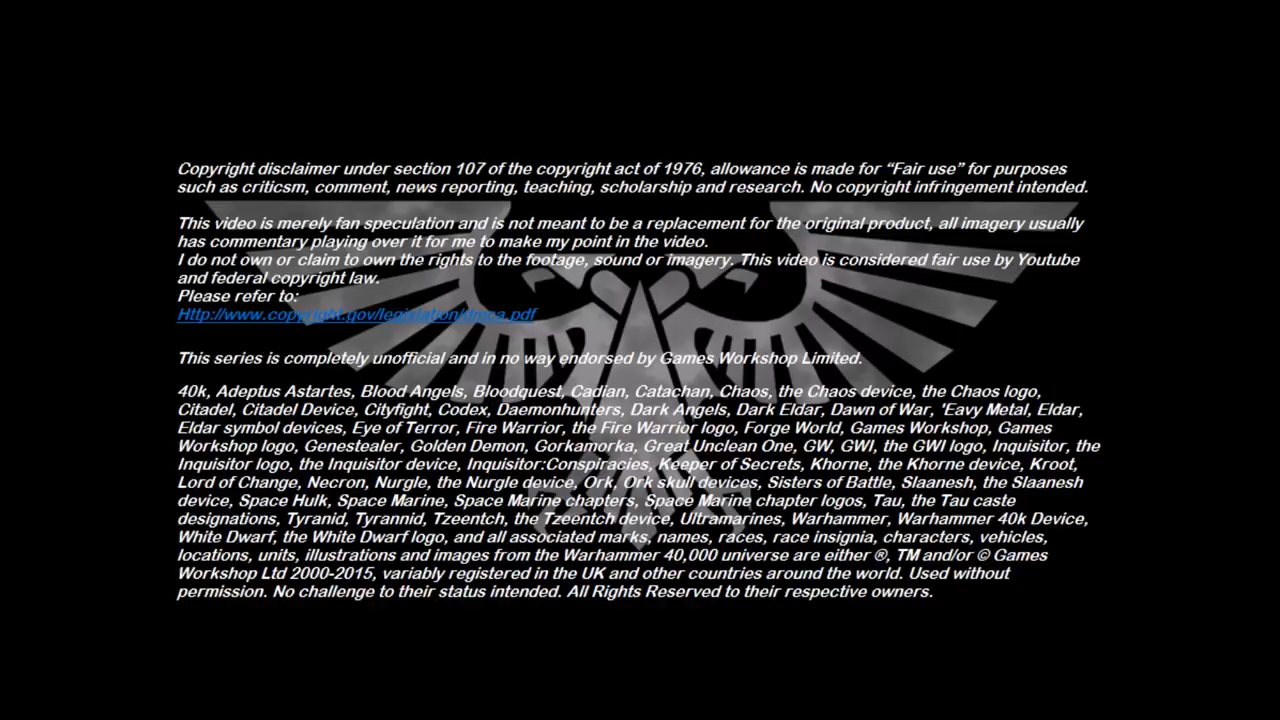 Copyright disclaimer under section 107 of the copyright act of 1976, allowance is made for “Fair use” for purposes
such as criticsm, comment, news reporting, teaching, scholarship and research. No copyright infringement intended.
This video is merely fan speculation and is not meant to be a replacement for the original product, all imagery usually
has commentary playing over it for me to make my point in the video.
I do not own or claim to own the rights to the footage, sound or imagery. This video is considered fair use by Youtube
and federal copyright law.
Please refer to:
Http://www.copyright.gov/legislation/dmca.pdf
This series is completely unofficial and in no way endorsed by Games Workshop Limited.
40k, Adeptus Astartes, Blood Angels, Bloodquest, Cadian, Catachan, Chaos, the Chaos device, the Chaos logo,
Citadel, Citadel Device, Cityfight, Codex, Daemonhunters, Dark Angels, Dark Eldar, Dawn of War, 'Eavy Metal, Eldar,
Eldar symbol devices, Eye of Terror, Fire Warrior, the Fire Warrior logo, Forge World, Games Workshop, Games
Workshop logo, Genestealer, Golden Demon, Gorkamorka, Great Unclean One, GW, GWI, the GWI logo, Inquisitor, the
Inquisitor logo, the Inquisitor device, Inquisitor:Conspiracies, Keeper of Secrets, Khorne, the Khorne device, Kroot,
Lord of Change, Necron, Nurgle, the Nurgle device, Ork, Ork skull devices, Sisters of Battle, Slaanesh, the Slaanesh
device, Space Hulk, Space Marine, Space Marine chapters, Space Marine chapter logos, Tau, the Tau caste
designations, Tyranid, Tyrannid, Tzeentch, the Tzeentch device, Ultramarines, Warhammer, Warhammer 40k Device,
White Dwarf, the White Dwarf logo, and all associated marks, names, races, race insignia, characters, vehicles,
locations, units, illustrations and images from the Warhammer 40,000 universe are either ®, TM and/or © Games
Workshop Ltd 2000-2015, variably registered in the UK and other countries around the world. Used without
permission. No challenge to their status intended. All Rights Reserved to their respective owners.